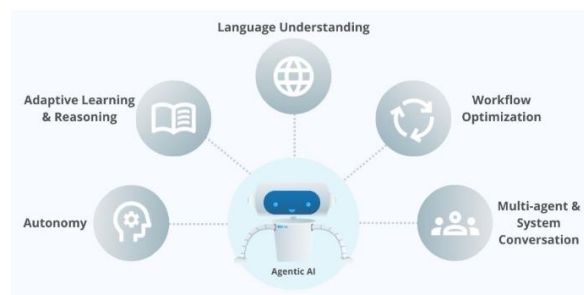 Language Understanding
Adaptive Learning
& Reasoning
Workflow
Optimization
Autonomy
Multi-agent &
System
Conversation
Agentic AI